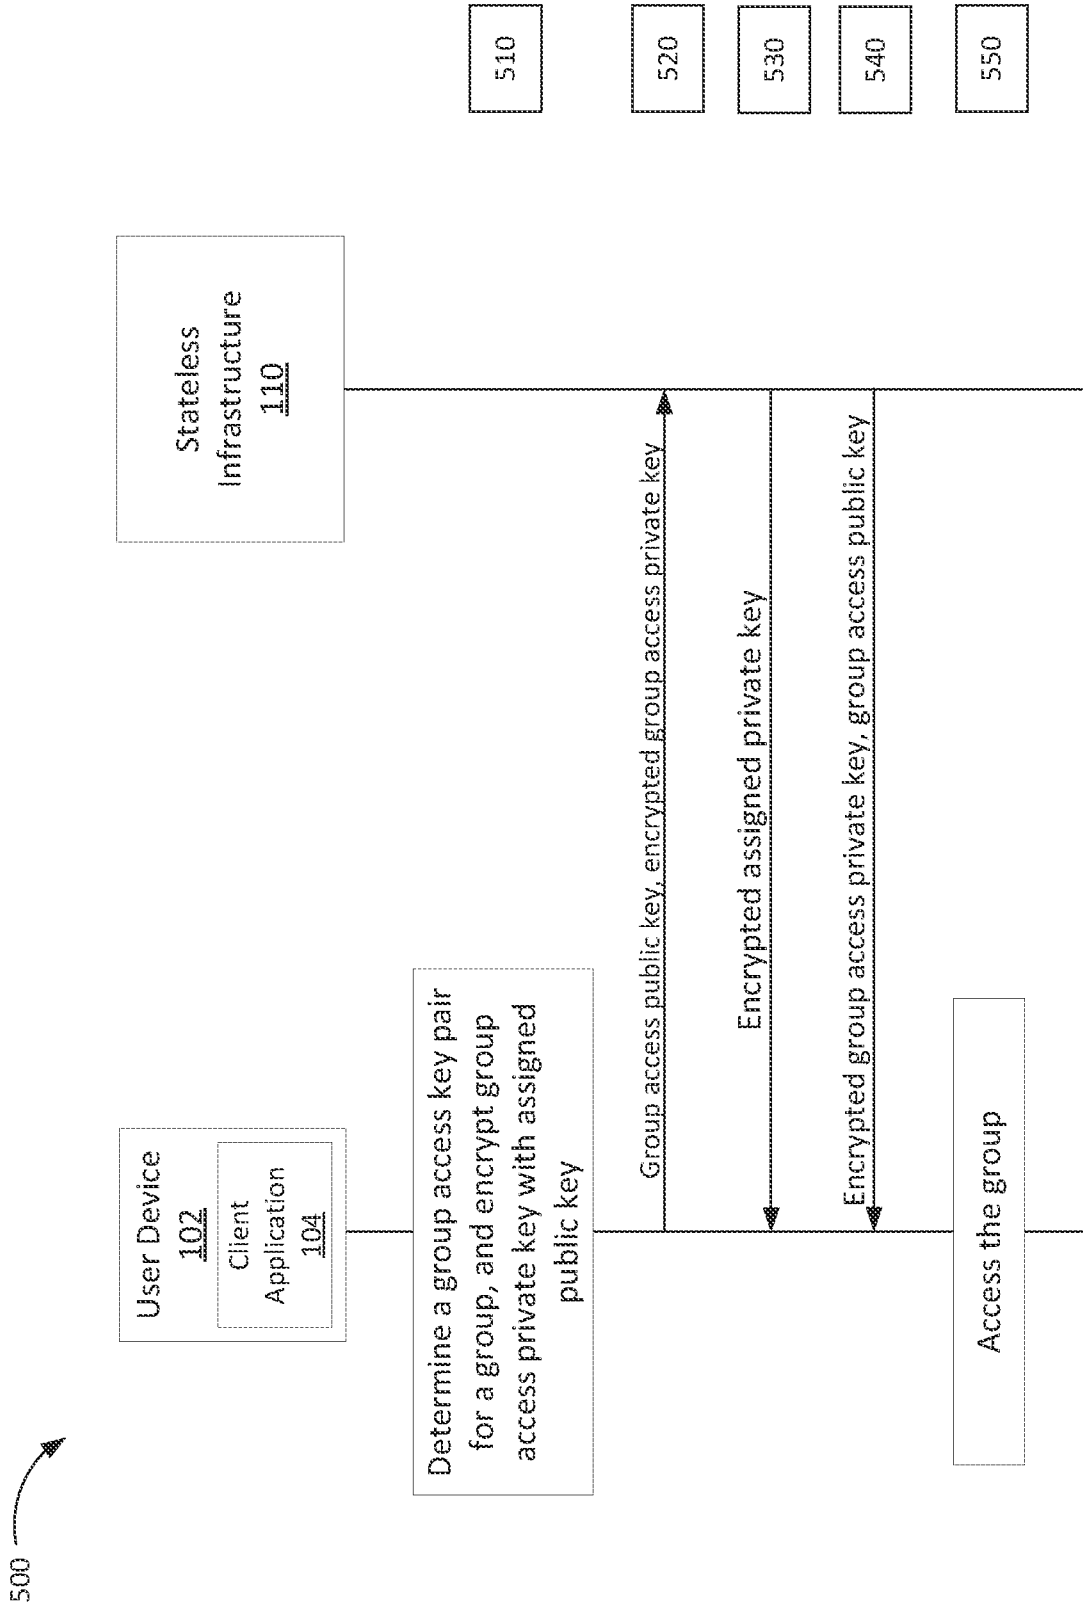 500
User Device
102
Client
Application
104
Stateless
Infrastructure
110
Determine a group access key pair
for a group, and encrypt group
access private key with assigned
public key
510
Group access public key, encrypted group access private key
520
Encrypted assigned private key
530
Encrypted group access private key, group access public key
540
Access the group
550